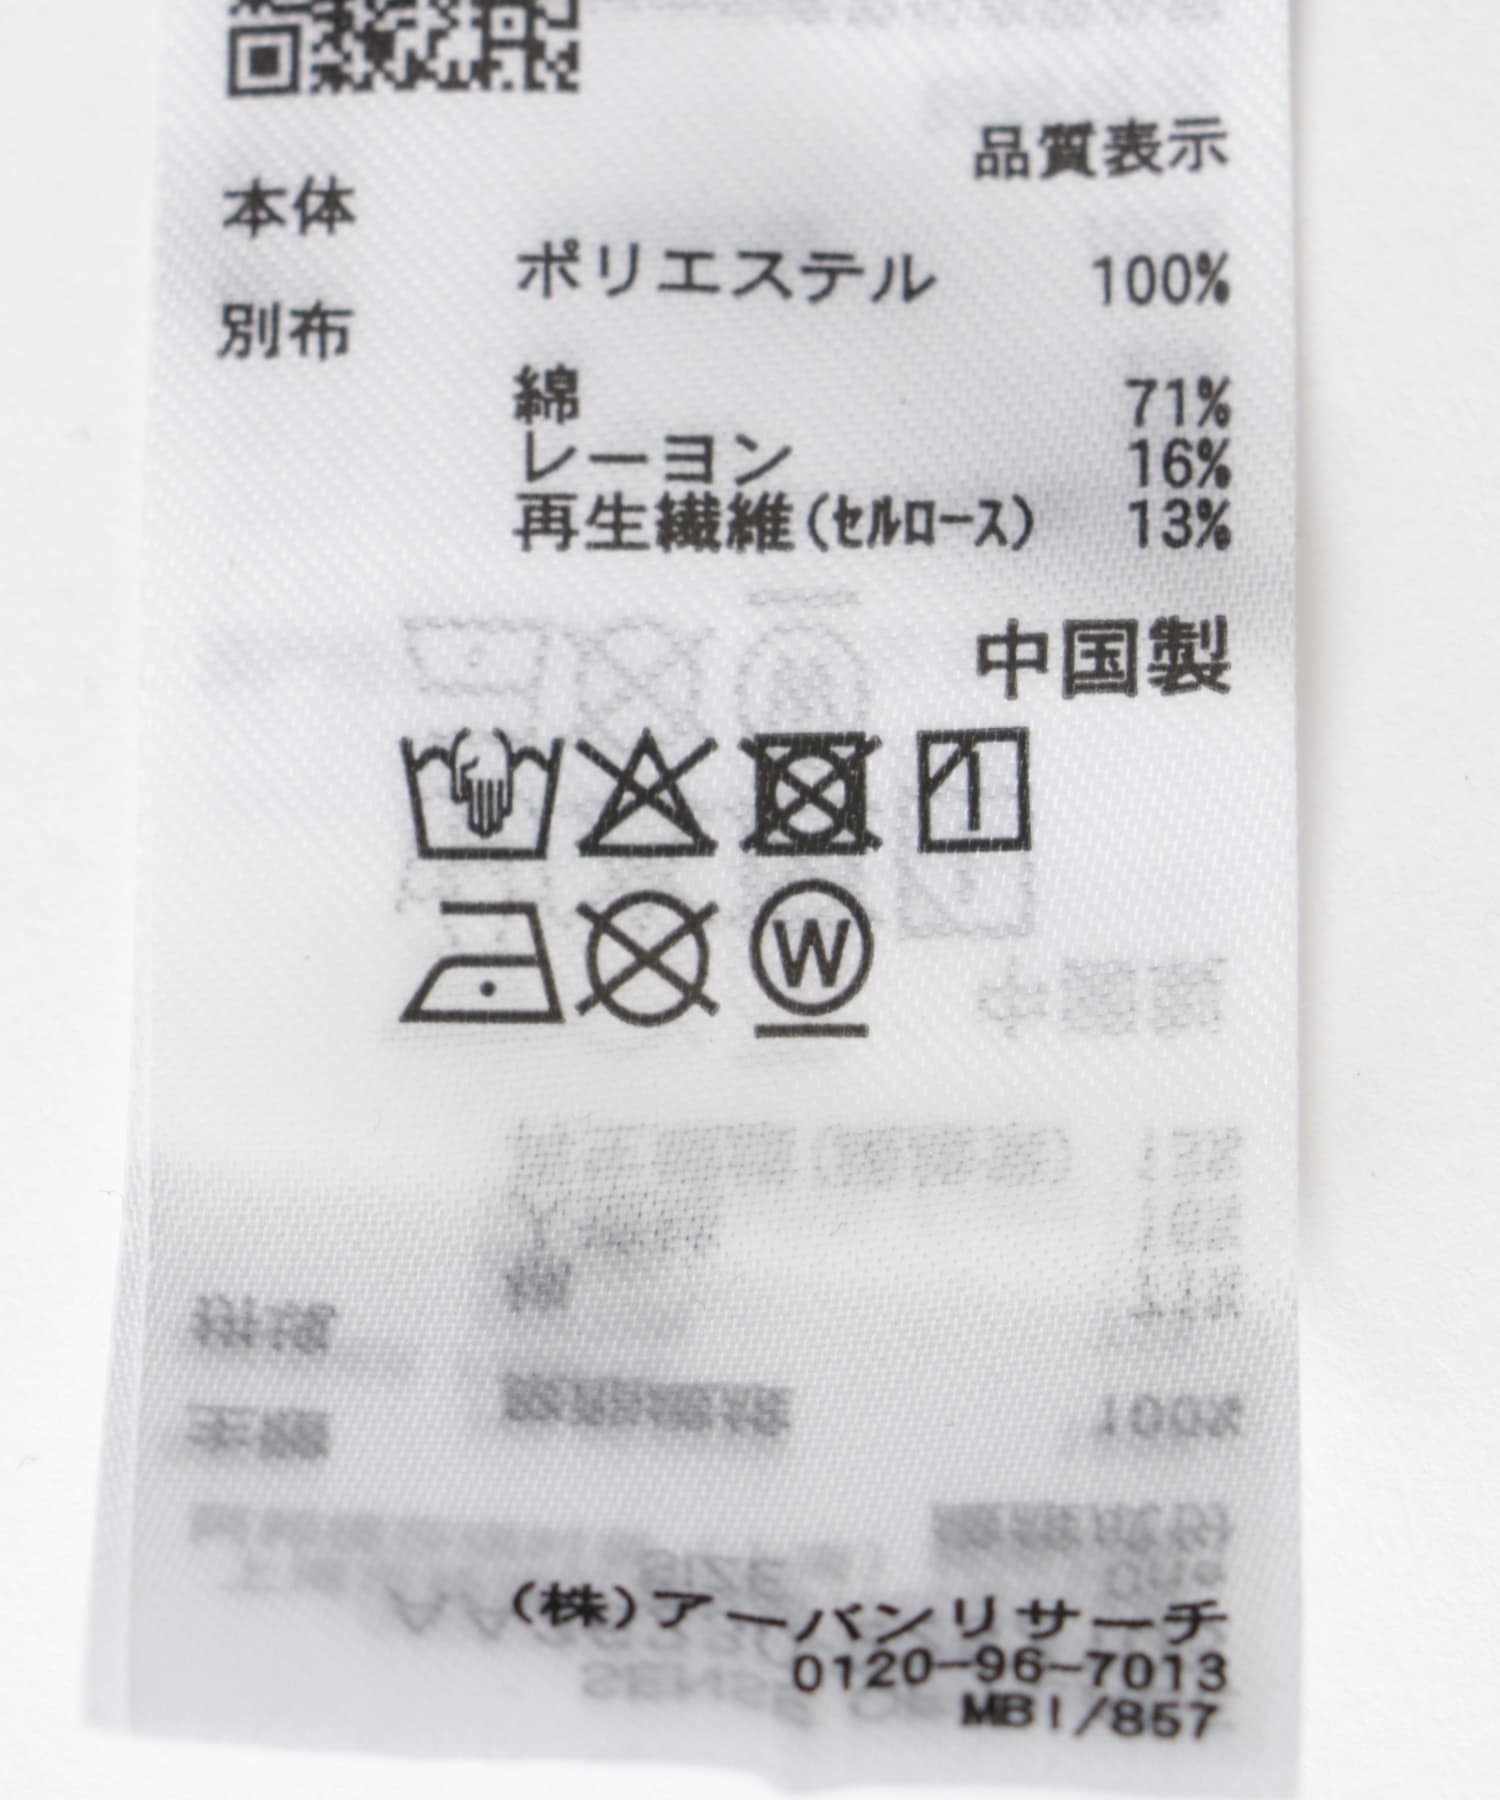 品質表示
本体
ポリエステル 100%
別布
綿 71%
レーヨン 16%
再生繊維(セルロース) 13%
中国製
W
(株)アーバンリサーチ
0120-96-7013
MBI/857